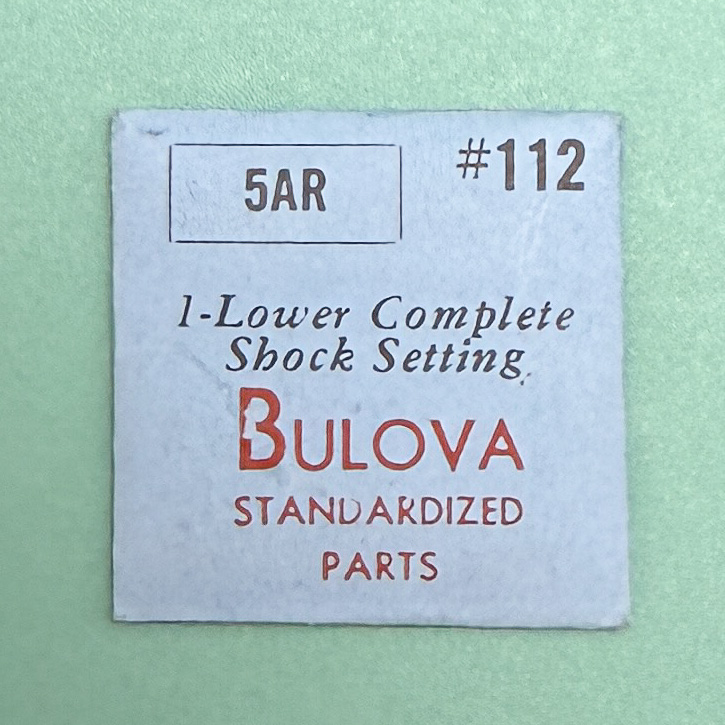 5AR
#112
1-Lower Complete
Shock Setting
BULOVA
STANDARDIZED
PARTS